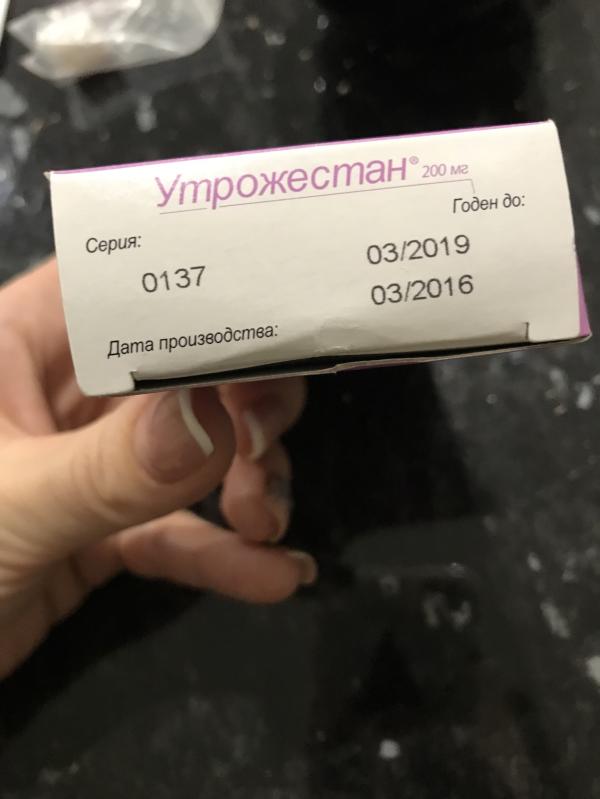 Утрожестан® 200 мг
Годен до:
Серия:
03/2019
0137
03/2016
Дата производства: